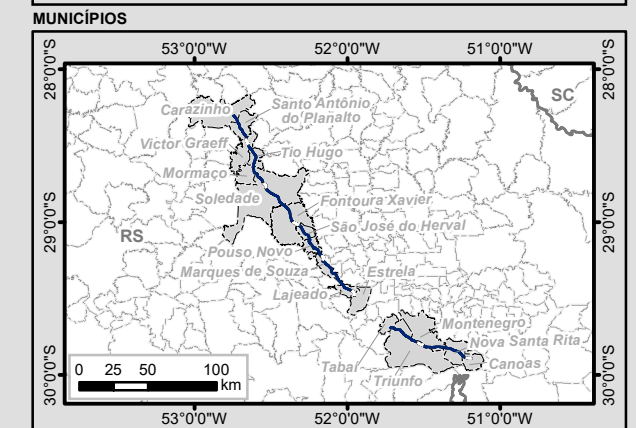 MUNICÍPIOS
53°0'0"W 52°0'0"W 51°0'0"W
28°0'0"S 28°0'0"S
SC
Carazinho
Santo Antônio
do Planalto
Victor Graeff
Tio Hugo
Mormaço
Soledade
Fontoura Xavier
29°0'0"S 29°0'0"S
RS
São José do Herval
Pouso Novo
Marques de Souza
Estrela
Lajeado
Montenegro
Nova Santa Rita
Tabaí
Canoas
Triunfo
0 25 50 100
km
30°0'0"S 30°0'0"S
53°0'0"W 52°0'0"W 51°0'0"W